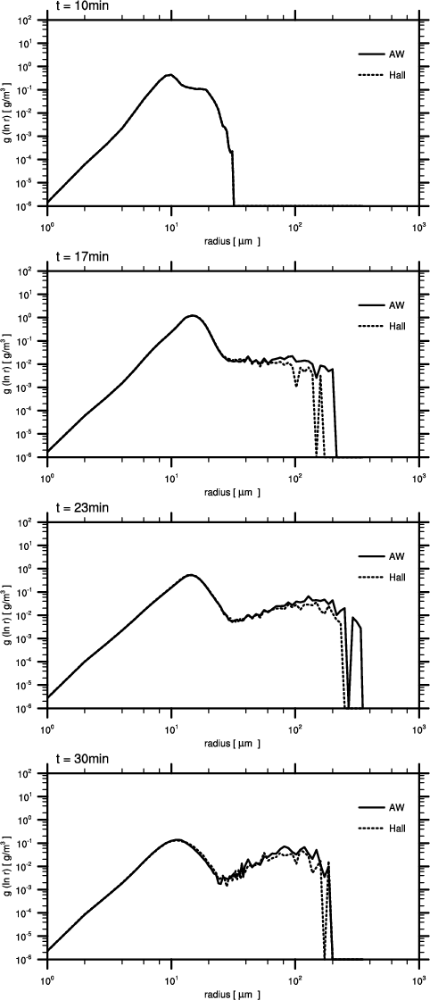 t = 10min
g (ln r) [ g/m³ ]
10²
10¹
10⁰
10⁻¹
10⁻²
10⁻³
10⁻⁴
10⁻⁵
10⁻⁶
AW
Hall
10⁰ 10¹ 10² 10³
radius [ µm ]
t = 17min
g (ln r) [ g/m³ ]
10²
10¹
10⁰
10⁻¹
10⁻²
10⁻³
10⁻⁴
10⁻⁵
10⁻⁶
AW
Hall
10⁰ 10¹ 10² 10³
radius [ µm ]
t = 23min
g (ln r) [ g/m³ ]
10²
10¹
10⁰
10⁻¹
10⁻²
10⁻³
10⁻⁴
10⁻⁵
10⁻⁶
AW
Hall
10⁰ 10¹ 10² 10³
radius [ µm ]
t = 30min
g (ln r) [ g/m³ ]
10²
10¹
10⁰
10⁻¹
10⁻²
10⁻³
10⁻⁴
10⁻⁵
10⁻⁶
AW
Hall
10⁰ 10¹ 10² 10³
radius [ µm ]